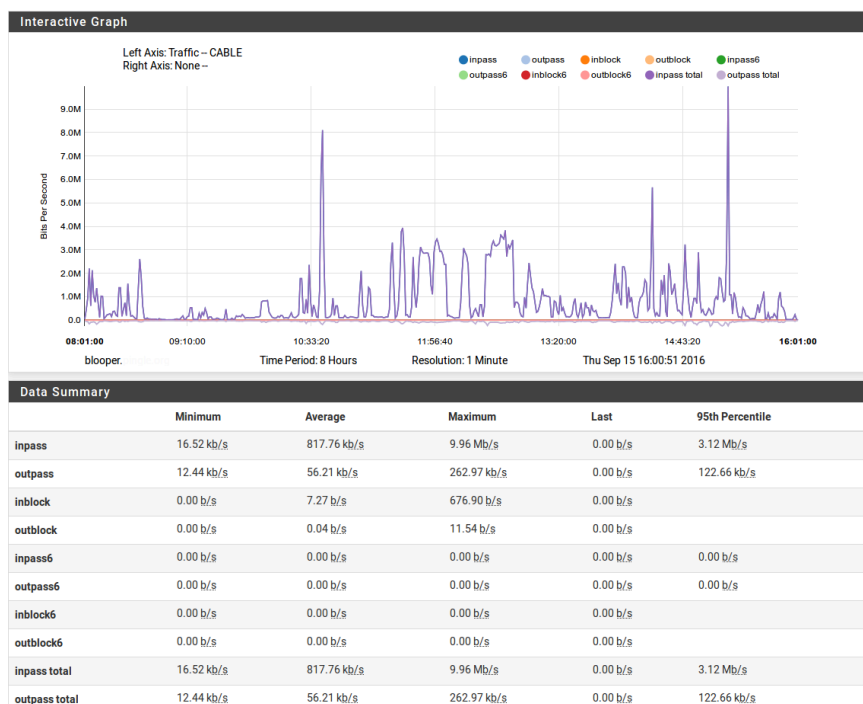 Interactive Graph
Left Axis: Traffic -- CABLE
Right Axis: None --
inpass outpass inblock outblock inpass6
outpass6 inblock6 outblock6 inpass total outpass total
Bits Per Second
9.0M
8.0M
7.0M
6.0M
5.0M
4.0M
3.0M
2.0M
1.0M
0.0
08:01:00 09:10:00 10:33:20 11:56:40 13:20:00 14:43:20 16:01:00
blooper. Time Period: 8 Hours Resolution: 1 Minute Thu Sep 15 16:00:51 2016
Data Summary
Minimum Average Maximum Last 95th Percentile
inpass 16.52 kb/s 817.76 kb/s 9.96 Mb/s 0.00 b/s 3.12 Mb/s
outpass 12.44 kb/s 56.21 kb/s 262.97 kb/s 0.00 b/s 122.66 kb/s
inblock 0.00 b/s 7.27 b/s 676.90 b/s 0.00 b/s
outblock 0.00 b/s 0.04 b/s 11.54 b/s 0.00 b/s
inpass6 0.00 b/s 0.00 b/s 0.00 b/s 0.00 b/s 0.00 b/s
outpass6 0.00 b/s 0.00 b/s 0.00 b/s 0.00 b/s 0.00 b/s
inblock6 0.00 b/s 0.00 b/s 0.00 b/s 0.00 b/s
outblock6 0.00 b/s 0.00 b/s 0.00 b/s 0.00 b/s
inpass total 16.52 kb/s 817.76 kb/s 9.96 Mb/s 0.00 b/s 3.12 Mb/s
outpass total 12.44 kb/s 56.21 kb/s 262.97 kb/s 0.00 b/s 122.66 kb/s